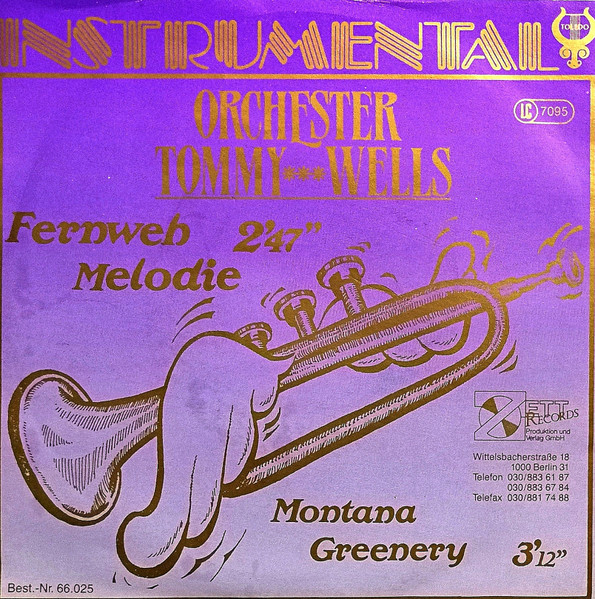 INSTRUMENTAL
TOLEDO
LC 7095
ORCHESTER
TOMMY***WELLS
Fernweh 2'47"
Melodie
ZETT
RECORDS
Produktion und
Verlag GmbH
Wittelsbacherstraße 18
1000 Berlin 31
Telefon 030/883 61 87
030/883 67 84
Telefax 030/881 74 88
Montana
Greenery 3'12"
Best.-Nr. 66.025